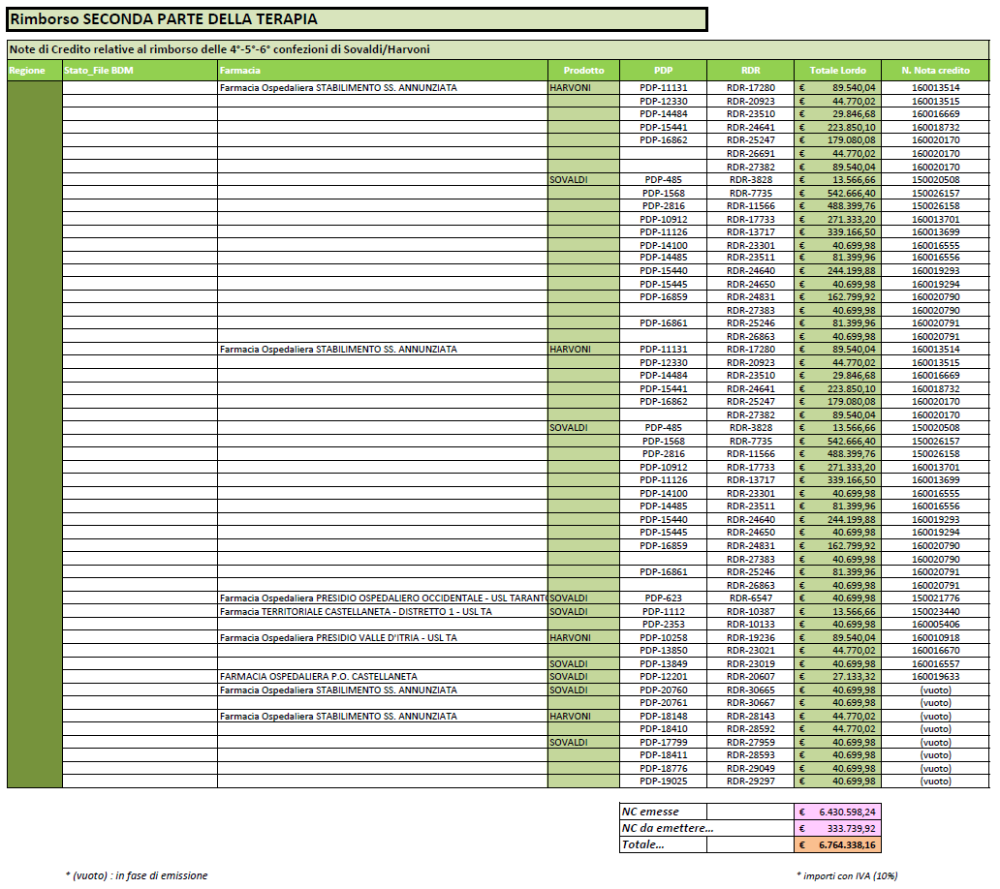 Rimborso SECONDA PARTE DELLA TERAPIA
Note di Credito relative al rimborso delle 4°-5°-6° confezioni di Sovaldi/Harvoni
Regione Stato_File BDM Farmacia Prodotto PDP RDR Totale Lordo N. Nota credito
Farmacia Ospedaliera STABILIMENTO SS. ANNUNZIATA HARVONI PDP-11131 RDR-17280 € 89.540,04 160013514
PDP-12330 RDR-20923 € 44.770,02 160013515
PDP-14484 RDR-23510 € 29.846,68 160016669
PDP-15441 RDR-24641 € 223.850,10 160018732
PDP-16862 RDR-25247 € 179.080,08 160020170
RDR-26691 € 44.770,02 160020170
RDR-27382 € 89.540,04 160020170
SOVALDI PDP-485 RDR-3828 € 13.566,66 150020508
PDP-1568 RDR-7735 € 542.666,40 150026157
PDP-2816 RDR-11566 € 488.399,76 150026158
PDP-10912 RDR-17733 € 271.333,20 160013701
PDP-11126 RDR-13717 € 339.166,50 160013699
PDP-14100 RDR-23301 € 40.699,98 160016555
PDP-14485 RDR-23511 € 81.399,96 160016556
PDP-15440 RDR-24640 € 244.199,88 160019293
PDP-15445 RDR-24650 € 40.699,98 160019294
PDP-16859 RDR-24831 € 162.799,92 160020790
RDR-27383 € 40.699,98 160020790
PDP-16861 RDR-25246 € 81.399,96 160020791
RDR-26863 € 40.699,98 160020791
Farmacia Ospedaliera STABILIMENTO SS. ANNUNZIATA HARVONI PDP-11131 RDR-17280 € 89.540,04 160013514
PDP-12330 RDR-20923 € 44.770,02 160013515
PDP-14484 RDR-23510 € 29.846,68 160016669
PDP-15441 RDR-24641 € 223.850,10 160018732
PDP-16862 RDR-25247 € 179.080,08 160020170
RDR-27382 € 89.540,04 160020170
SOVALDI PDP-485 RDR-3828 € 13.566,66 150020508
PDP-1568 RDR-7735 € 542.666,40 150026157
PDP-2816 RDR-11566 € 488.399,76 150026158
PDP-10912 RDR-17733 € 271.333,20 160013701
PDP-11126 RDR-13717 € 339.166,50 160013699
PDP-14100 RDR-23301 € 40.699,98 160016555
PDP-14485 RDR-23511 € 81.399,96 160016556
PDP-15440 RDR-24640 € 244.199,88 160019293
PDP-15445 RDR-24650 € 40.699,98 160019294
PDP-16859 RDR-24831 € 162.799,92 160020790
RDR-27383 € 40.699,98 160020790
PDP-16861 RDR-25246 € 81.399,96 160020791
RDR-26863 € 40.699,98 160020791
Farmacia Ospedaliera PRESIDIO OSPEDALIERO OCCIDENTALE - USL TARANTO SOVALDI PDP-623 RDR-6547 € 40.699,98 150021776
Farmacia TERRITORIALE CASTELLANETA - DISTRETTO 1 - USL TA SOVALDI PDP-1112 RDR-10387 € 13.566,66 150023440
PDP-2353 RDR-10133 € 40.699,98 160005406
Farmacia Ospedaliera PRESIDIO VALLE D'ITRIA - USL TA HARVONI PDP-10258 RDR-19236 € 89.540,04 160010918
PDP-13850 RDR-23021 € 44.770,02 160016670
SOVALDI PDP-13849 RDR-23019 € 40.699,98 160016557
FARMACIA OSPEDALIERA P.O. CASTELLANETA SOVALDI PDP-12201 RDR-20607 € 27.133,32 160019633
Farmacia Ospedaliera STABILIMENTO SS. ANNUNZIATA SOVALDI PDP-20760 RDR-30665 € 40.699,98 (vuoto)
PDP-20761 RDR-30667 € 40.699,98 (vuoto)
Farmacia Ospedaliera STABILIMENTO SS. ANNUNZIATA HARVONI PDP-18148 RDR-28143 € 44.770,02 (vuoto)
PDP-18410 RDR-28592 € 44.770,02 (vuoto)
SOVALDI PDP-17799 RDR-27959 € 40.699,98 (vuoto)
PDP-18411 RDR-28593 € 40.699,98 (vuoto)
PDP-18776 RDR-29049 € 40.699,98 (vuoto)
PDP-19025 RDR-29297 € 40.699,98 (vuoto)
NC emesse € 6.430.598,24
NC da emettere... € 333.739,92
Totale... € 6.764.338,16
* (vuoto) : in fase di emissione * importi con IVA (10%)